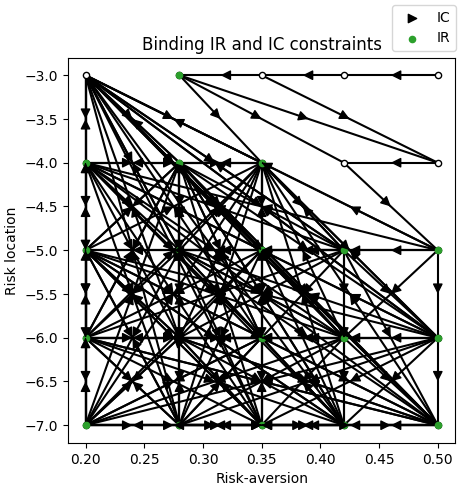 IC
IR
Binding IR and IC constraints
−3.0
−3.5
−4.0
−4.5
−5.0
−5.5
−6.0
−6.5
−7.0
Risk location
0.20 0.25 0.30 0.35 0.40 0.45 0.50
Risk-aversion